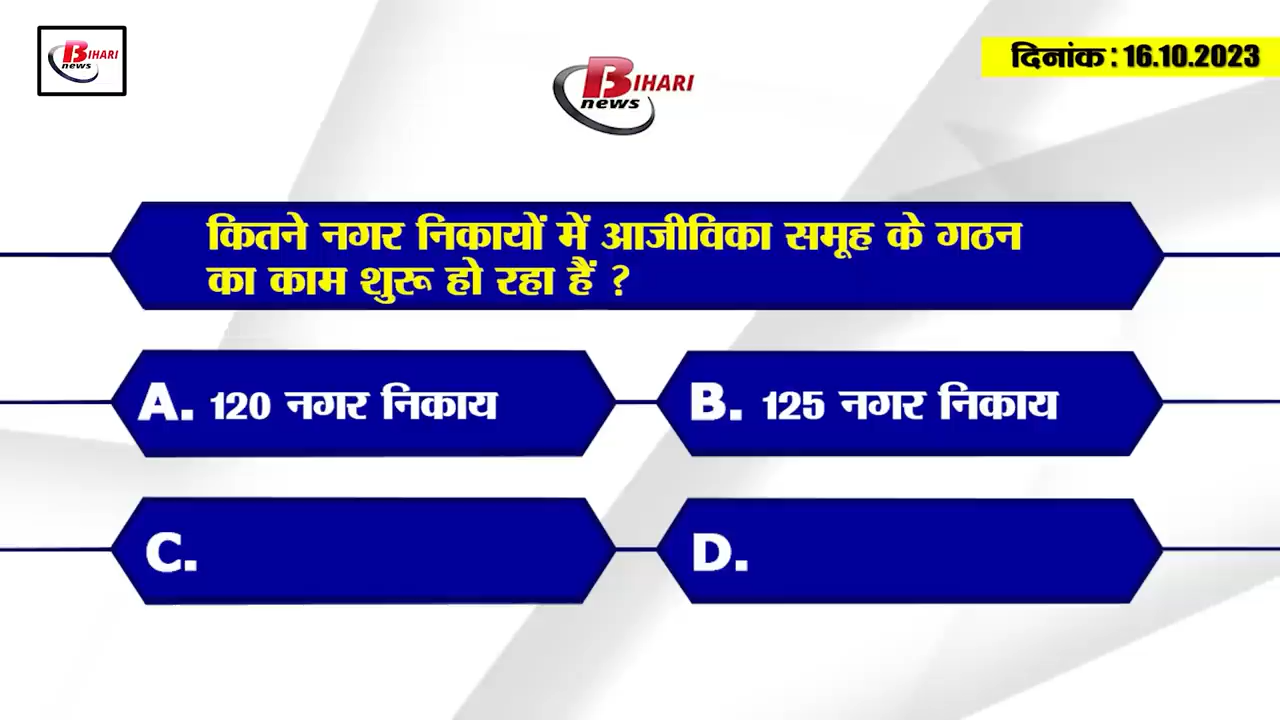 BIHARI
news
BIHARI
news
दिनांक : 16.10.2023
कितने नगर निकायों में आजीविका समूह के गठन
का काम शुरू हो रहा हैं ?
A. 120 नगर निकाय
B. 125 नगर निकाय
C.
D.